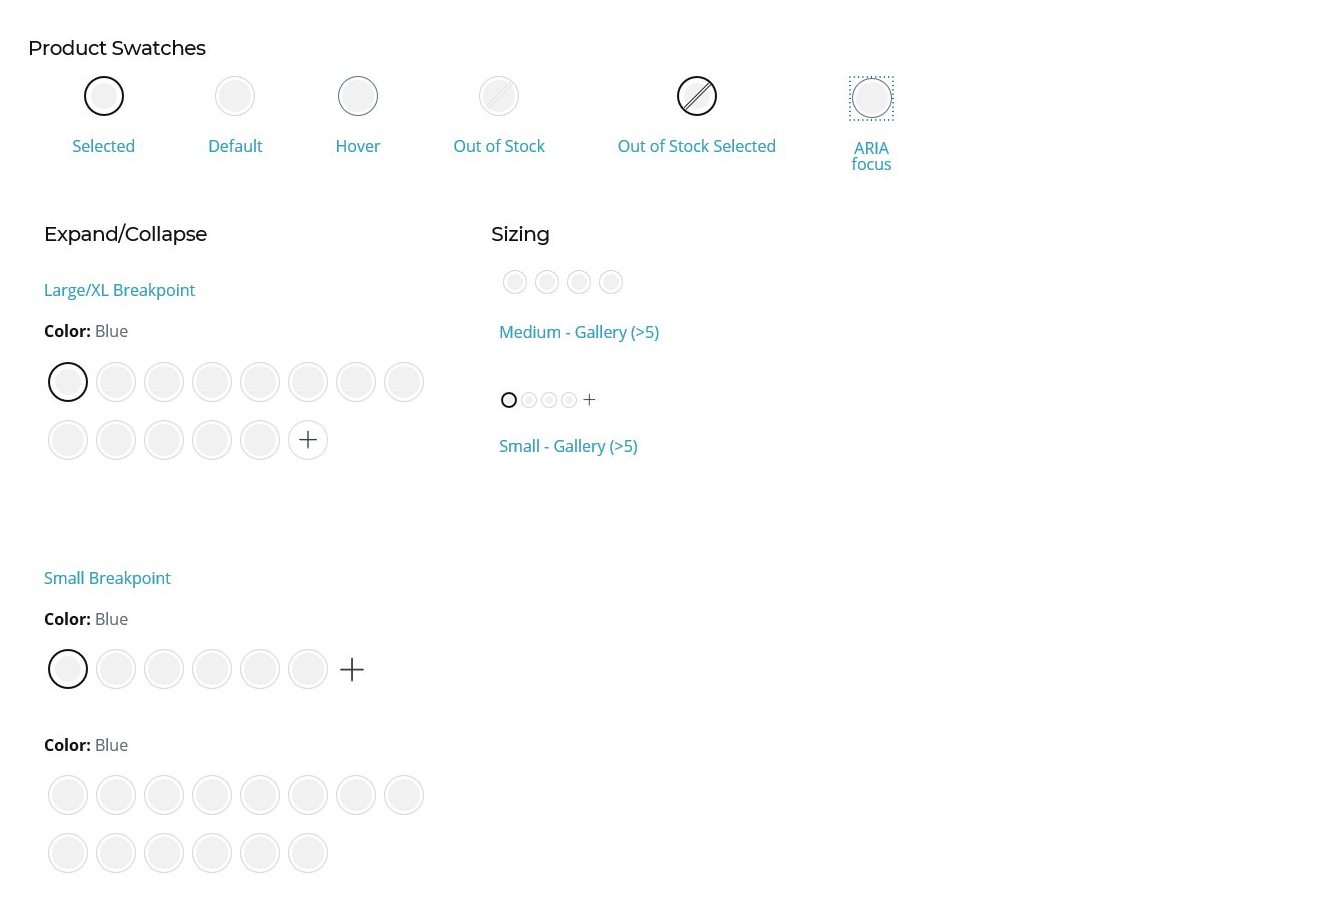 Product Swatches
Selected
Default
Hover
Out of Stock
Out of Stock Selected
ARIA
focus
Expand/Collapse
Large/XL Breakpoint
Color: Blue
Sizing
Medium - Gallery (>5)
Small - Gallery (>5)
Small Breakpoint
Color: Blue
Color: Blue